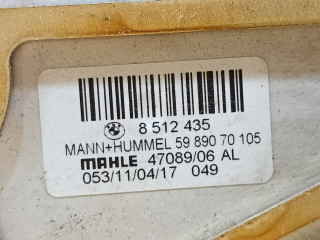 8 512 435
MANN+HUMMEL 59 890 70 105
MAHLE 47089/06 AL
053/11/04/17 049